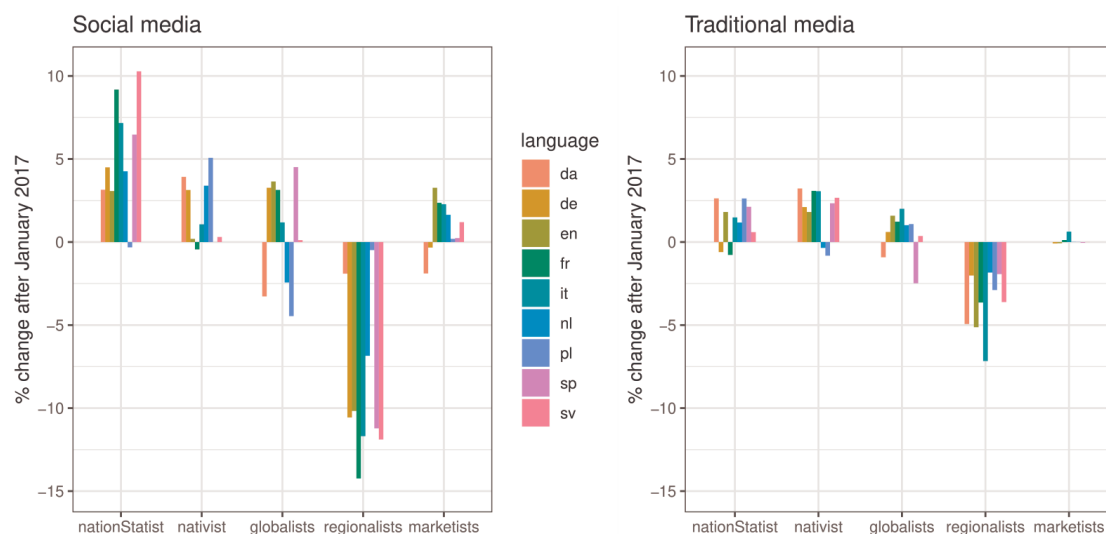 Social media
% change after January 2017
10
5
0
−5
−10
−15
nationStatist nativist globalists regionalists marketists
language
da
de
en
fr
it
nl
pl
sp
sv
Traditional media
% change after January 2017
10
5
0
−5
−10
−15
nationStatist nativist globalists regionalists marketists